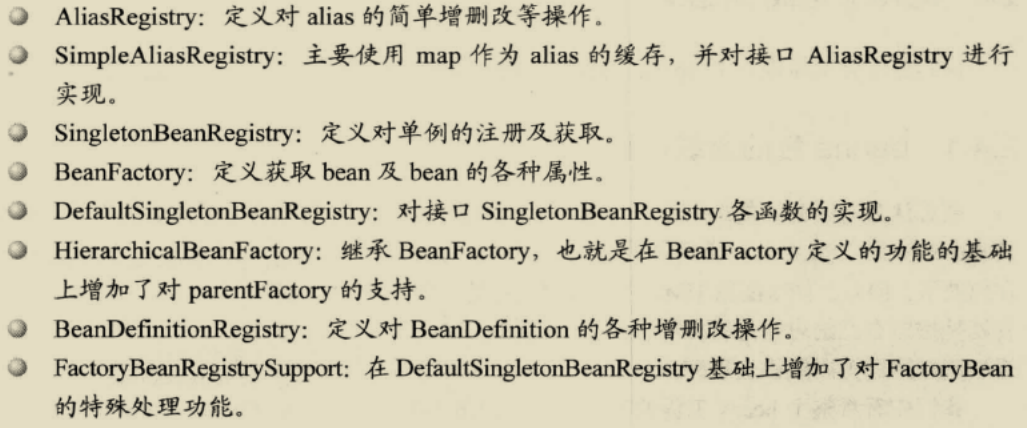 AliasRegistry：定义对 alias 的简单增删改等操作。
SimpleAliasRegistry：主要使用 map 作为 alias 的缓存，并对接口 AliasRegistry 进行
实现。
SingletonBeanRegistry：定义对单例的注册及获取。
BeanFactory：定义获取 bean 及 bean 的各种属性。
DefaultSingletonBeanRegistry：对接口 SingletonBeanRegistry 各函数的实现。
HierarchicalBeanFactory：继承 BeanFactory，也就是在 BeanFactory 定义的功能的基础
上增加了对 parentFactory 的支持。
BeanDefinitionRegistry：定义对 BeanDefinition 的各种增删改操作。
FactoryBeanRegistrySupport：在 DefaultSingletonBeanRegistry 基础上增加了对 FactoryBean
的特殊处理功能。